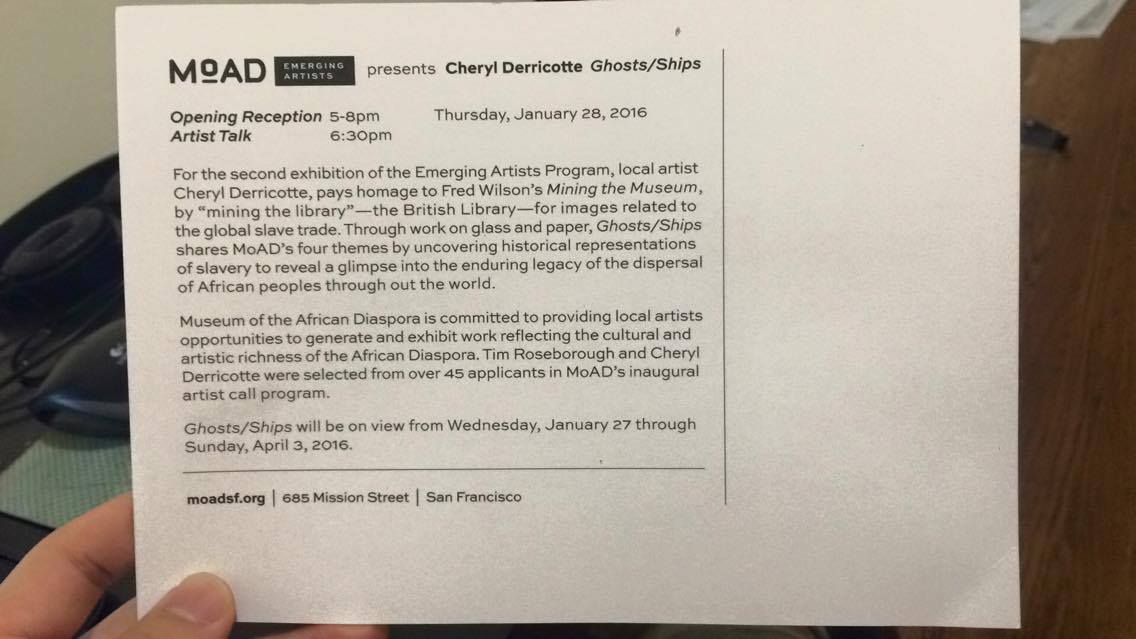 MoAD EMERGING ARTISTS presents Cheryl Derricotte Ghosts/Ships
Opening Reception 5-8pm Thursday, January 28, 2016
Artist Talk 6:30pm
For the second exhibition of the Emerging Artists Program, local artist
Cheryl Derricotte, pays homage to Fred Wilson's Mining the Museum,
by “mining the library”—the British Library—for images related to
the global slave trade. Through work on glass and paper, Ghosts/Ships
shares MoAD's four themes by uncovering historical representations
of slavery to reveal a glimpse into the enduring legacy of the dispersal
of African peoples through out the world.
Museum of the African Diaspora is committed to providing local artists
opportunities to generate and exhibit work reflecting the cultural and
artistic richness of the African Diaspora. Tim Roseborough and Cheryl
Derricotte were selected from over 45 applicants in MoAD's inaugural
artist call program.
Ghosts/Ships will be on view from Wednesday, January 27 through
Sunday, April 3, 2016.
moadsf.org | 685 Mission Street | San Francisco